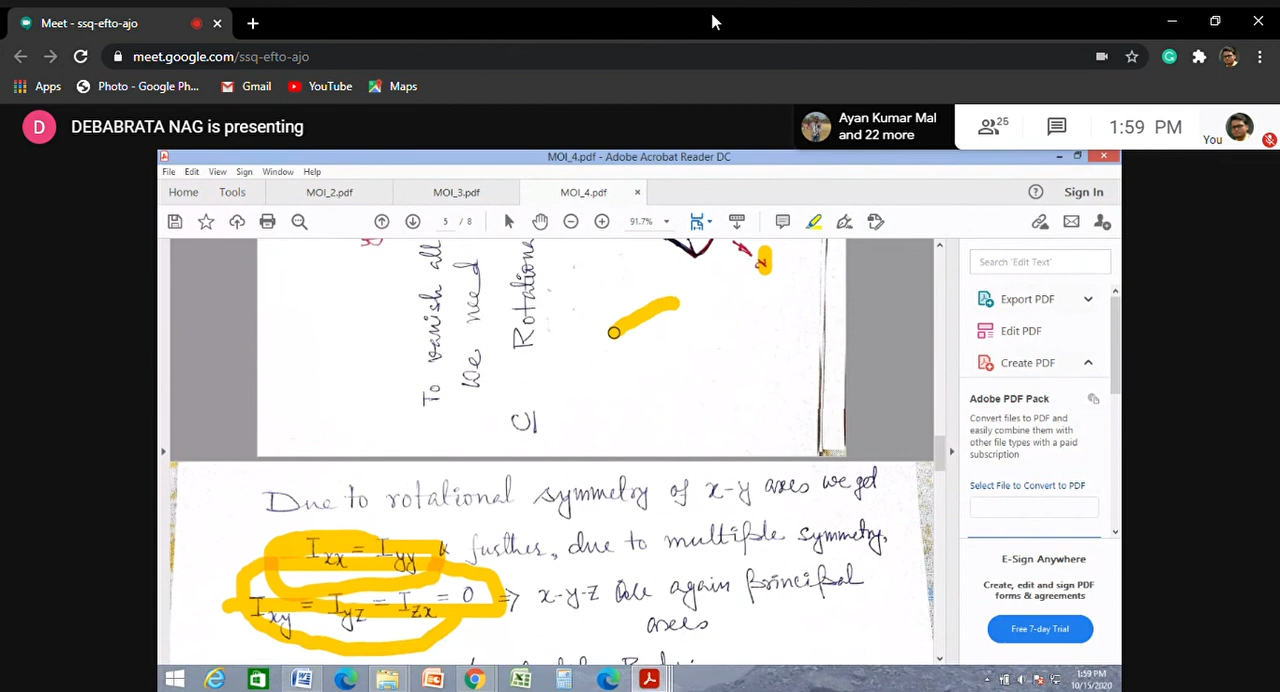 Meet - ssq-efto-ajo
meet.google.com/ssq-efto-ajo
Apps
Photo - Google Ph...
Gmail
YouTube
Maps
D
DEBABRATA NAG is presenting
Ayan Kumar Mal
and 22 more
25
1:59 PM
You
MOI_4.pdf - Adobe Acrobat Reader DC
File Edit View Sign Window Help
Home
Tools
MOI_2.pdf
MOI_3.pdf
MOI_4.pdf
Sign In
5 / 8
91.7%
To vanish all
We need
c/ Rotationa
x
Due to rotational symmetry of x-y axes we get
Ixx = Iyy & further, due to multiple symmetry,
Ixy = Iyz = Izx = 0 ⇒ x-y-z are again principal
axes
Search 'Edit Text'
Export PDF
Edit PDF
Create PDF
Adobe PDF Pack
Convert files to PDF and
easily combine them with
other file types with a paid
subscription
Select File to Convert to PDF
E-Sign Anywhere
Create, edit and sign PDF
forms & agreements
Free 7-day Trial
1:59 PM
10/15/2020